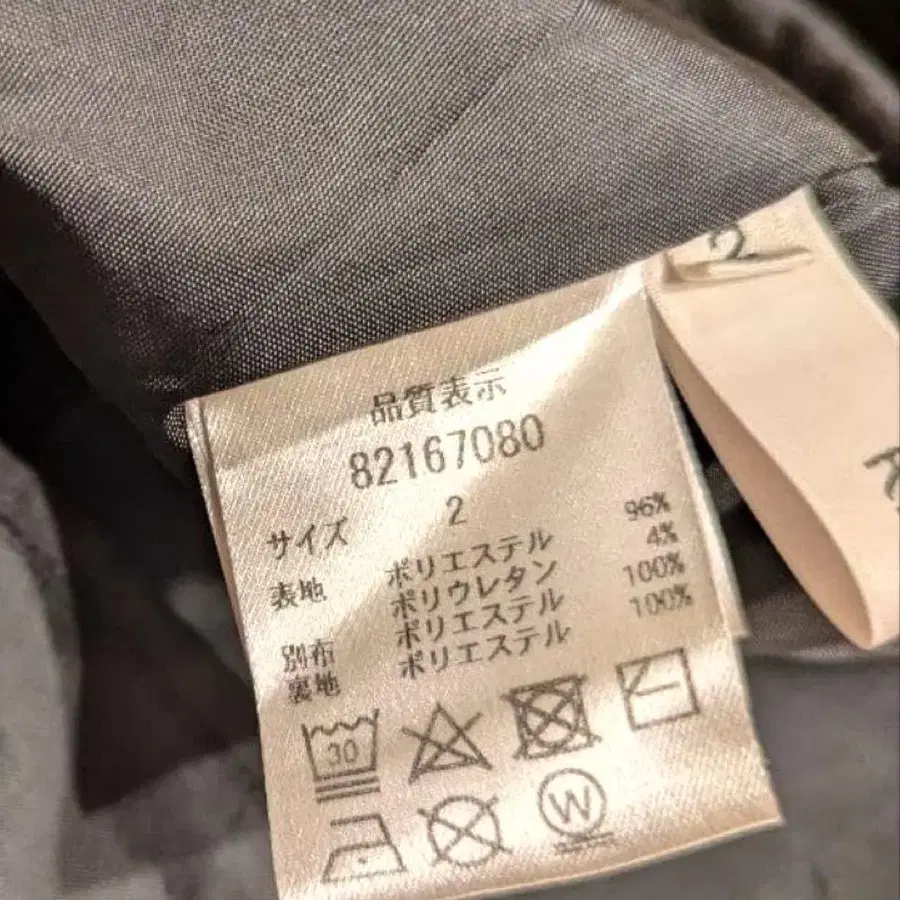 品質表示
82167080
サイズ 2
表地 ポリエステル 96%
ポリウレタン 4%
別布 ポリエステル 100%
裏地 ポリエステル 100%
30
W
2